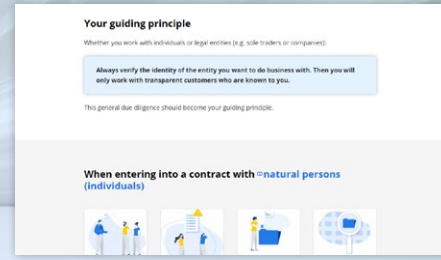 Your guiding principle
Whether you work with individuals or legal entities (e.g. sole traders or companies):
Always verify the identity of the entity you want to do business with. Then you will
only work with transparent customers who are known to you.
This general due diligence should become your guiding principle.
When entering into a contract with natural persons
(individuals)